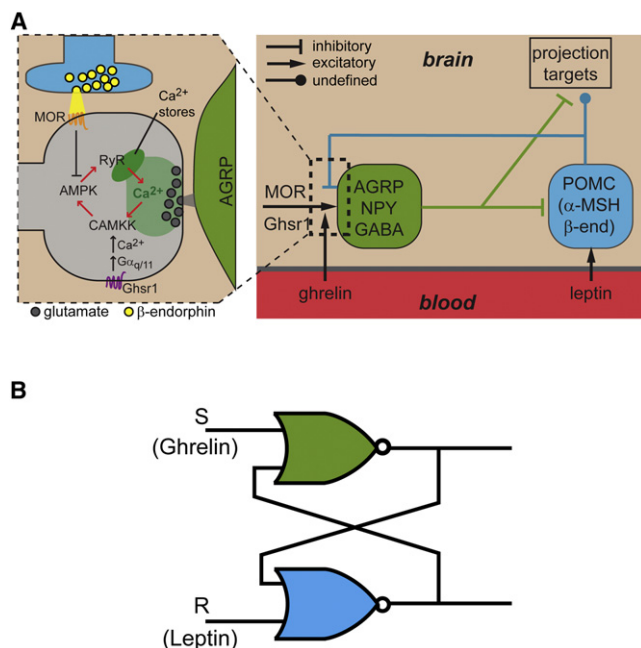 A
Ca2+
stores
MOR
RyR
Ca2+
AMPK
CAMKK
Ca2+
Gαq/11
Ghsr1
AGRP
glutamate
β-endorphin
inhibitory
excitatory
undefined
brain
projection
targets
MOR
Ghsr1
AGRP
NPY
GABA
POMC
(α-MSH
β-end)
ghrelin
blood
leptin
B
S
(Ghrelin)
R
(Leptin)